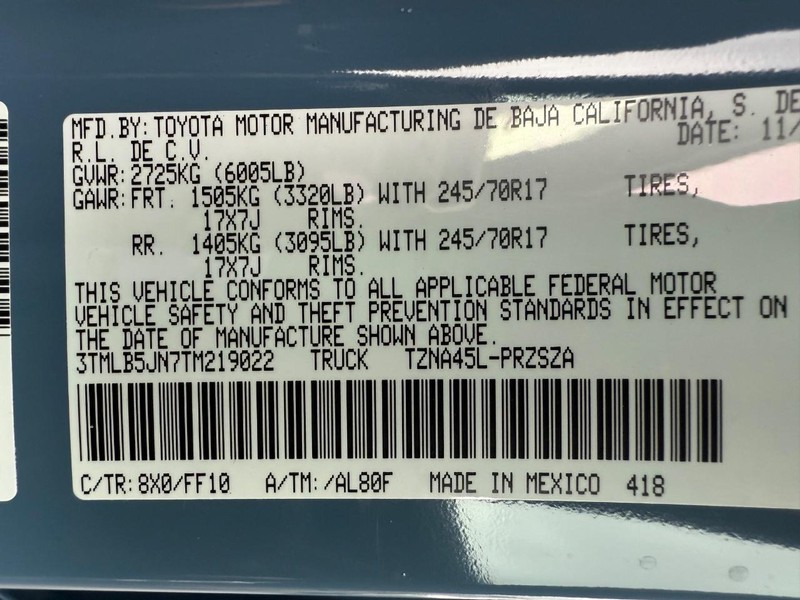 MFD.BY: TOYOTA MOTOR MANUFACTURING DE BAJA CALIFORNIA, S. DE
R.L. DE C.V. DATE: 11/
GVWR: 2725KG (6005LB)
GAWR: FRT. 1505KG (3320LB) WITH 245/70R17 TIRES,
17X7J RIMS.
RR. 1405KG (3095LB) WITH 245/70R17 TIRES,
17X7J RIMS.
THIS VEHICLE CONFORMS TO ALL APPLICABLE FEDERAL MOTOR
VEHICLE SAFETY AND THEFT PREVENTION STANDARDS IN EFFECT ON
THE DATE OF MANUFACTURE SHOWN ABOVE.
3TMLB5JN7TM219022 TRUCK TZNA45L-PRZSZA
C/TR: 8X0/FF10 A/TM: /AL80F MADE IN MEXICO 418